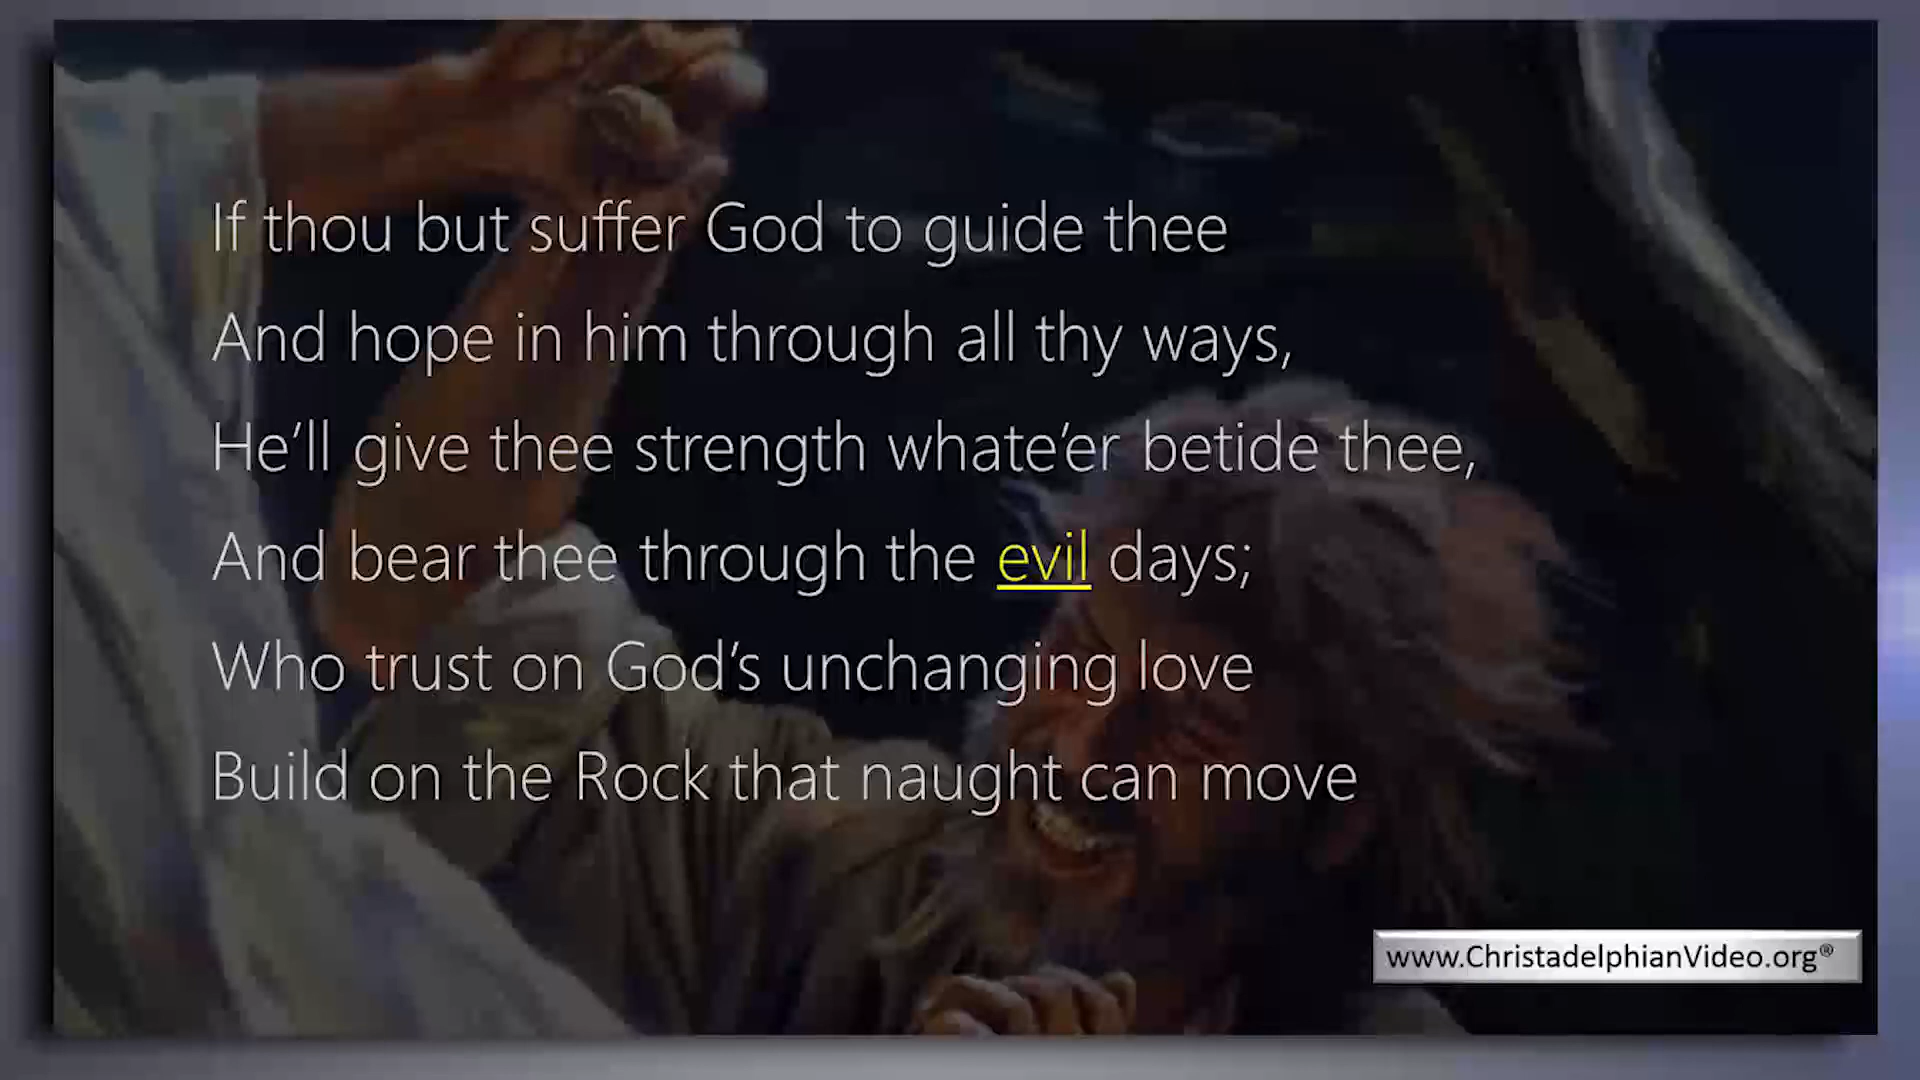 If thou but suffer God to guide thee
And hope in him through all thy ways,
He’ll give thee strength whate’er betide thee,
And bear thee through the evil days;
Who trust on God’s unchanging love
Build on the Rock that naught can move
www.ChristadelphianVideo.org®